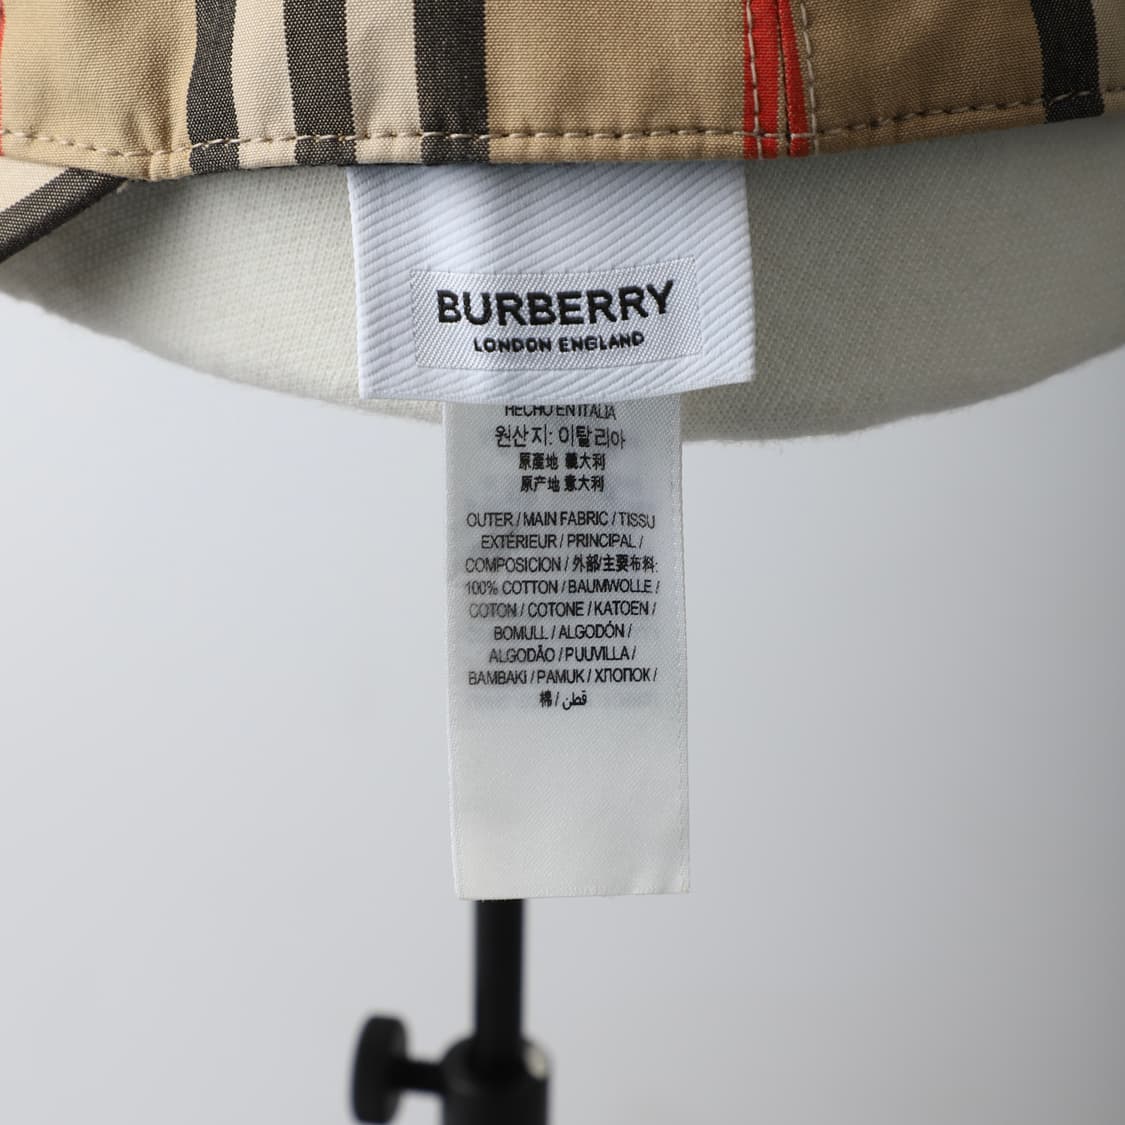 BURBERRY
LONDON ENGLAND
HECHO EN ITALIA
원산지: 이탈리아
原產地 義大利
原产地 意大利
OUTER / MAIN FABRIC / TISSU
EXTÉRIEUR / PRINCIPAL /
COMPOSICION / 外部/主要布料:
100% COTTON / BAUMWOLLE /
COTON / COTONE / KATOEN /
BOMULL / ALGODÓN /
ALGODÃO / PUUVILLA /
BAMBAKI / PAMUK / ХЛОПОК /
棉 / قطن